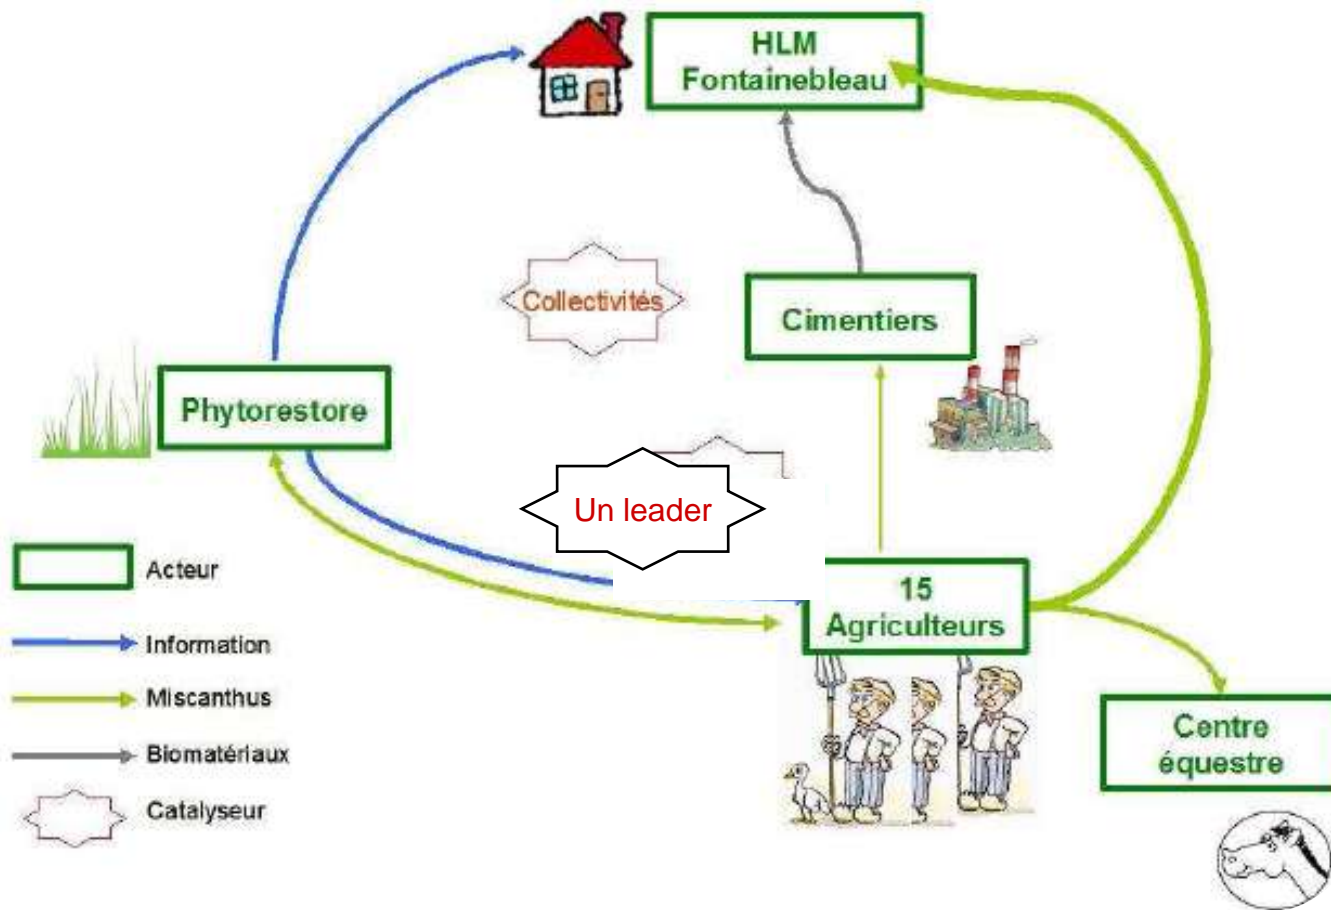 HLM
Fontainebleau
Collectivités
Cimentiers
Phytorestore
Un leader
15
Agriculteurs
Centre
équestre
Acteur
Information
Miscanthus
Biomatériaux
Catalyseur